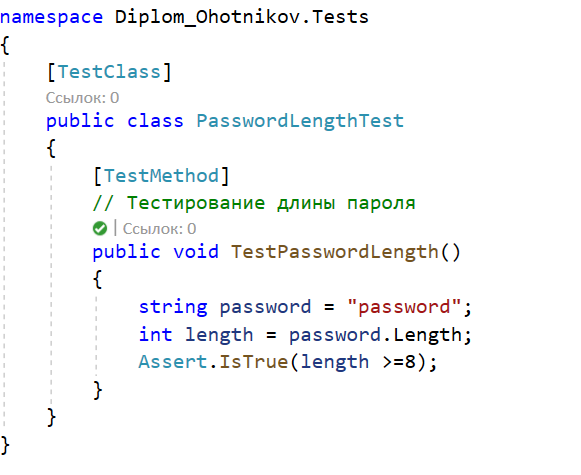 namespace Diplom_Ohotnikov.Tests
{
[TestClass]
Ссылок: 0
public class PasswordLengthTest
{
[TestMethod]
// Тестирование длины пароля
| Ссылок: 0
public void TestPasswordLength()
{
string password = "password";
int length = password.Length;
Assert.IsTrue(length >=8);
}
}
}